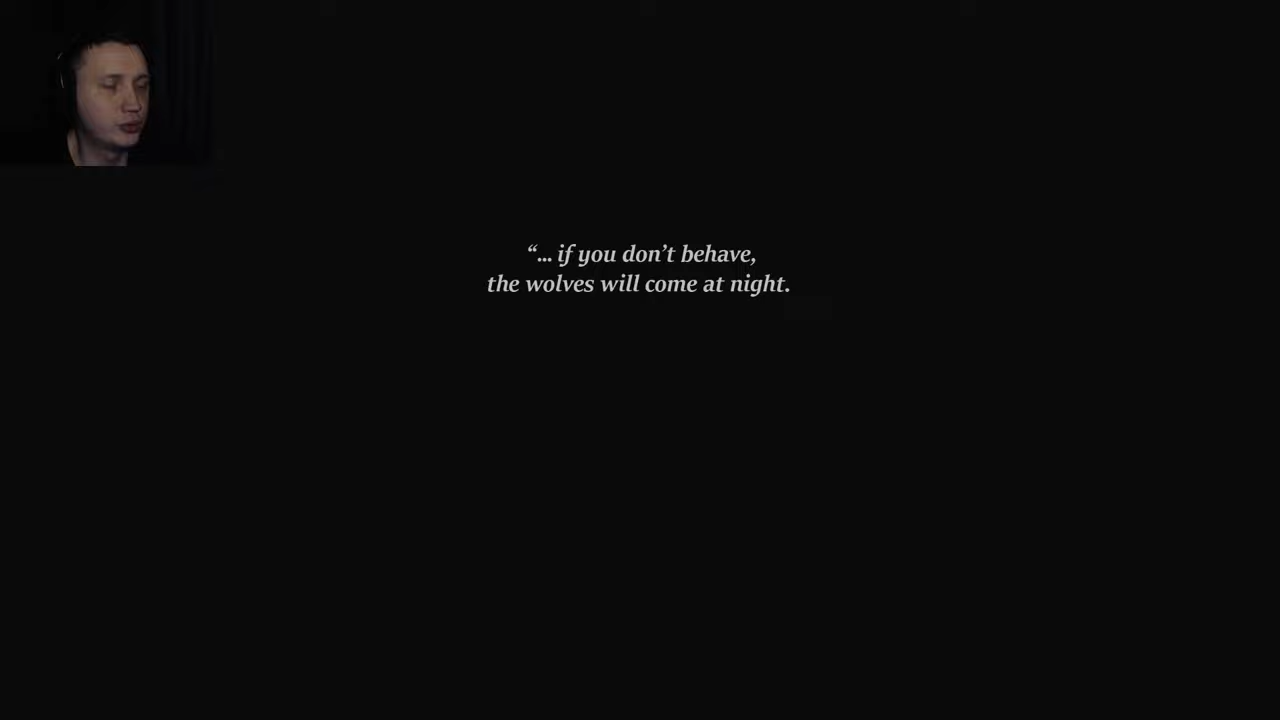 “... if you don’t behave,
the wolves will come at night.